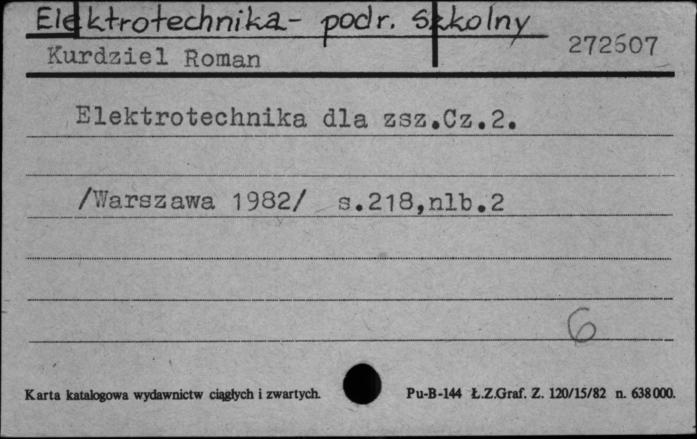 Elektrotechnika - podr. szkolny
Kurdziel Roman 272607
Elektrotechnika dla zsz.Cz.2.
/Warszawa 1982/ s.218,nlb.2
6
Karta katalogowa wydawnictw ciągłych i zwartych. Pu-B-144 Ł.Z.Graf. Z. 120/15/82 n. 638000.